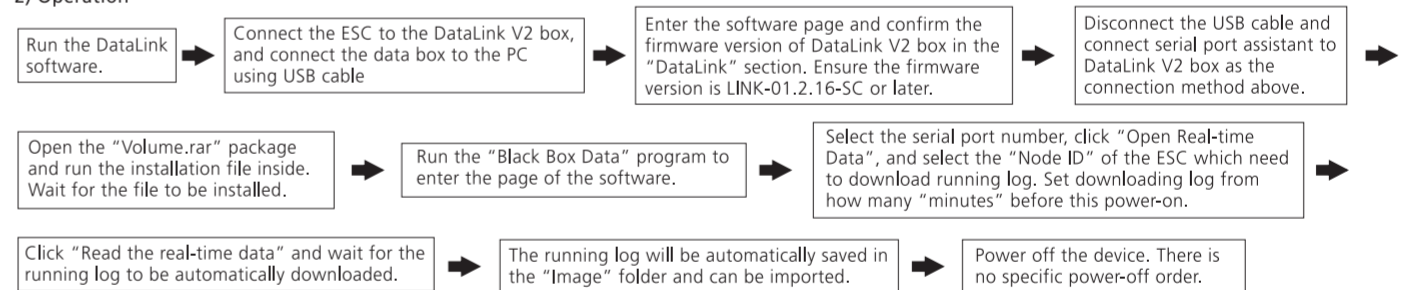 2) Operation
Run the DataLink
software.
Connect the ESC to the DataLink V2 box,
and connect the data box to the PC
using USB cable
Enter the software page and confirm the
firmware version of DataLink V2 box in the
“DataLink” section. Ensure the firmware
version is LINK-01.2.16-SC or later.
Disconnect the USB cable and
connect serial port assistant to
DataLink V2 box as the
connection method above.
Open the “Volume.rar” package
and run the installation file inside.
Wait for the file to be installed.
Run the “Black Box Data” program to
enter the page of the software.
Select the serial port number, click “Open Real-time
Data”, and select the “Node ID” of the ESC which need
to download running log. Set downloading log from
how many “minutes” before this power-on.
Click “Read the real-time data” and wait for the
running log to be automatically downloaded.
The running log will be automatically saved in
the “Image” folder and can be imported.
Power off the device. There is
no specific power-off order.